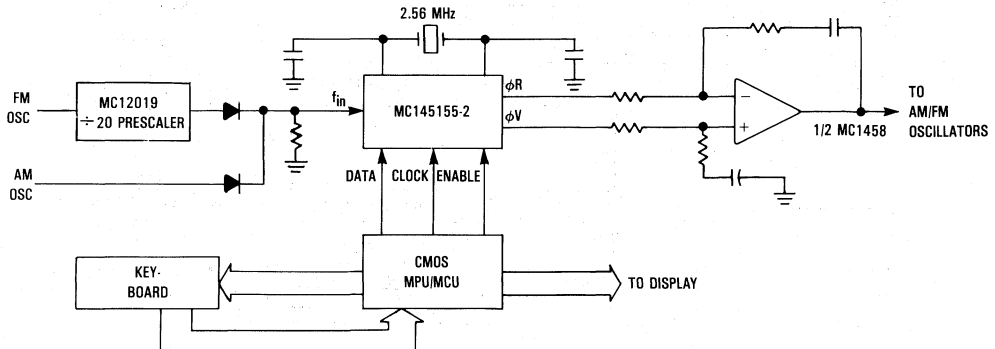 2.56 MHz
FM
OSC
MC12019
÷ 20 PRESCALER
fin
MC145155-2
ϕR
ϕV
−
+
1/2 MC1458
TO
AM/FM
OSCILLATORS
AM
OSC
DATA
CLOCK
ENABLE
KEY-
BOARD
CMOS
MPU/MCU
TO DISPLAY